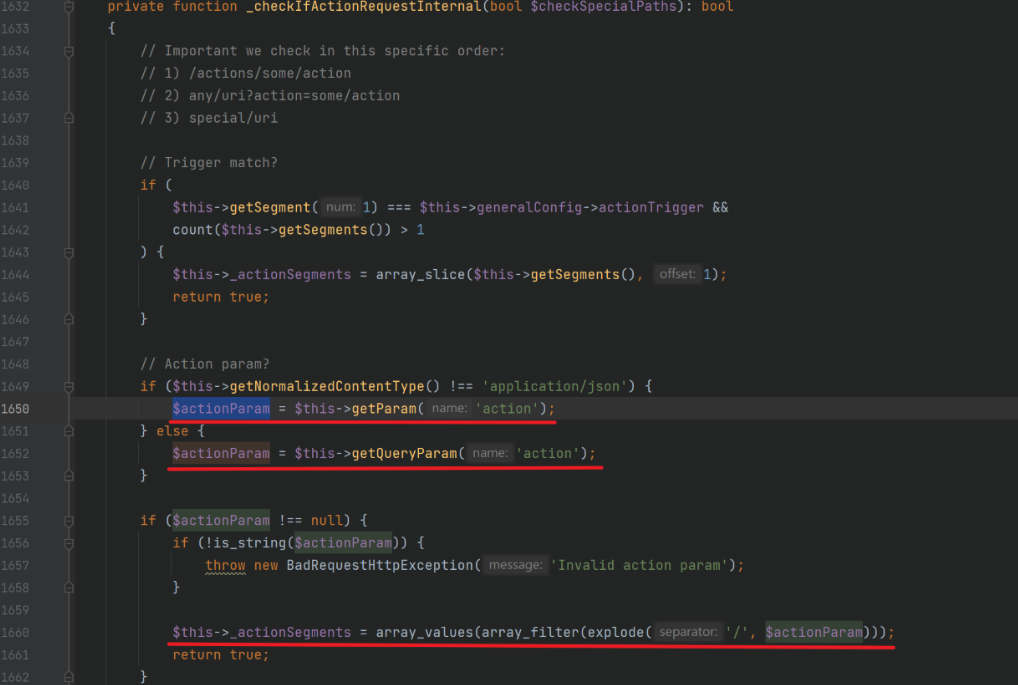 1632 private function _checkIfActionRequestInternal(bool $checkSpecialPaths): bool
1633 {
1634 // Important we check in this specific order:
1635 // 1) /actions/some/action
1636 // 2) any/uri?action=some/action
1637 // 3) special/uri
1638
1639 // Trigger match?
1640 if (
1641 $this->getSegment( num: 1) === $this->generalConfig->actionTrigger &&
1642 count($this->getSegments()) > 1
1643 ) {
1644 $this->_actionSegments = array_slice($this->getSegments(), offset: 1);
1645 return true;
1646 }
1647
1648 // Action param?
1649 if ($this->getNormalizedContentType() !== 'application/json') {
1650 $actionParam = $this->getParam( name: 'action');
1651 } else {
1652 $actionParam = $this->getQueryParam( name: 'action');
1653 }
1654
1655 if ($actionParam !== null) {
1656 if (!is_string($actionParam)) {
1657 throw new BadRequestHttpException( message: 'Invalid action param');
1658 }
1659
1660 $this->_actionSegments = array_values(array_filter(explode( separator: '/', $actionParam)));
1661 return true;
1662 }